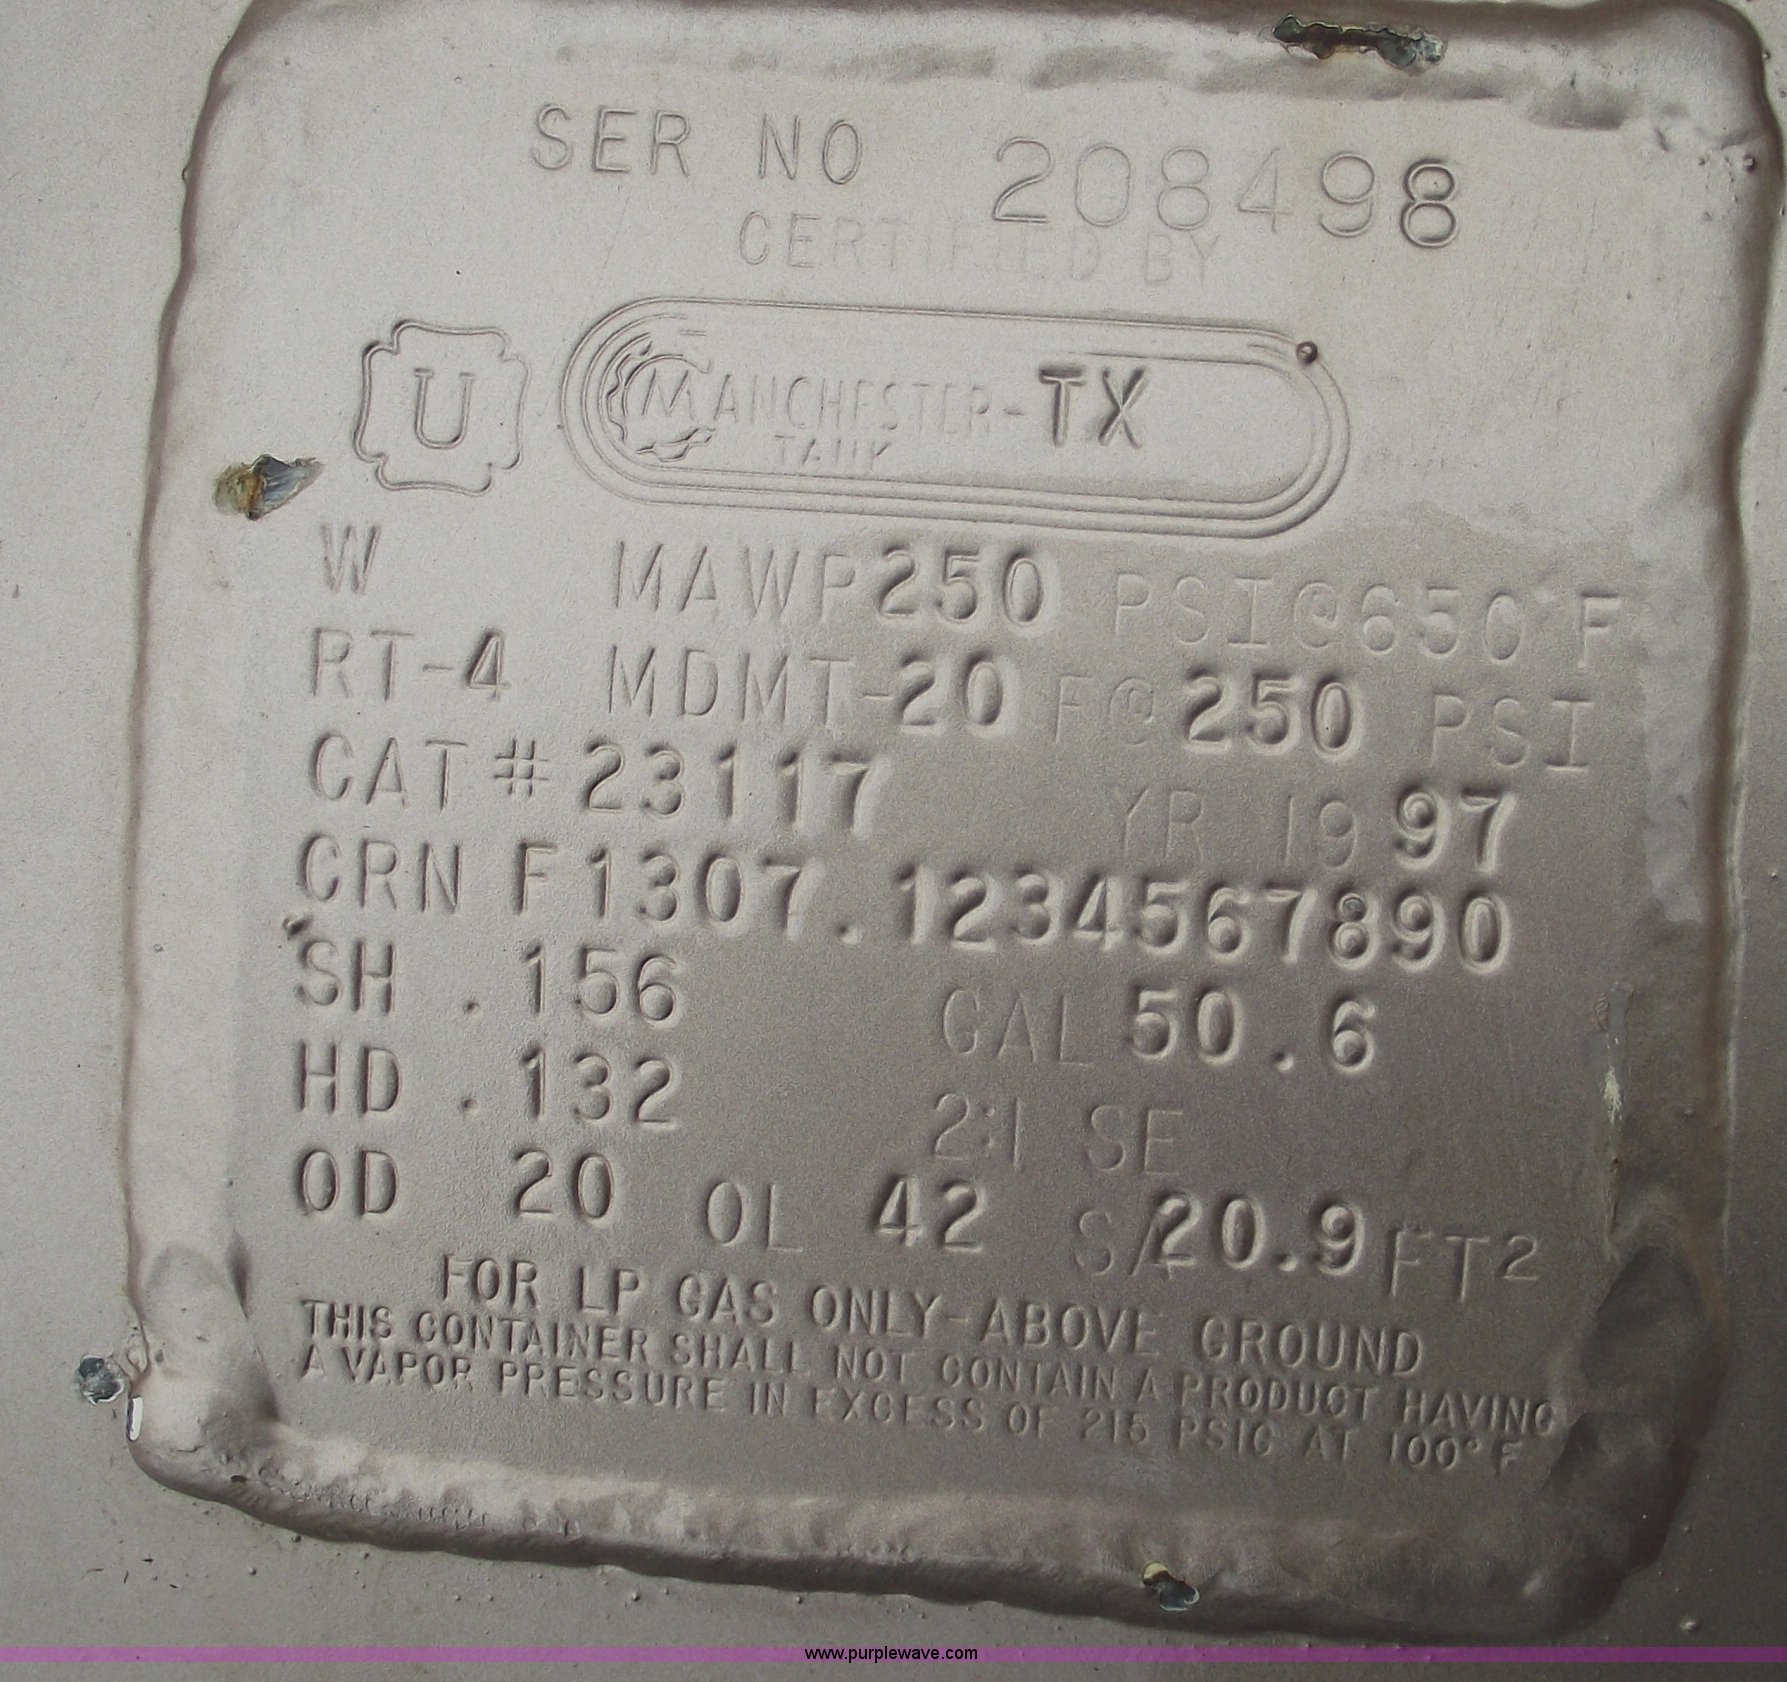 SER NO 208498
CERTIFIED BY
U
MANCHESTER-TX
TANK
W MAWP 250 PSI@650°F
RT-4 MDMT-20 F@250 PSI
CAT# 23117 YR 1997
CRN F1307.1234567890
SH .156 GAL 50.6
HD .132 2:1 SE
OD 20 OL 42 S/A 20.9 FT2
FOR LP GAS ONLY-ABOVE GROUND
THIS CONTAINER SHALL NOT CONTAIN A PRODUCT HAVING
A VAPOR PRESSURE IN EXCESS OF 215 PSIG AT 100°F
www.purplewave.com